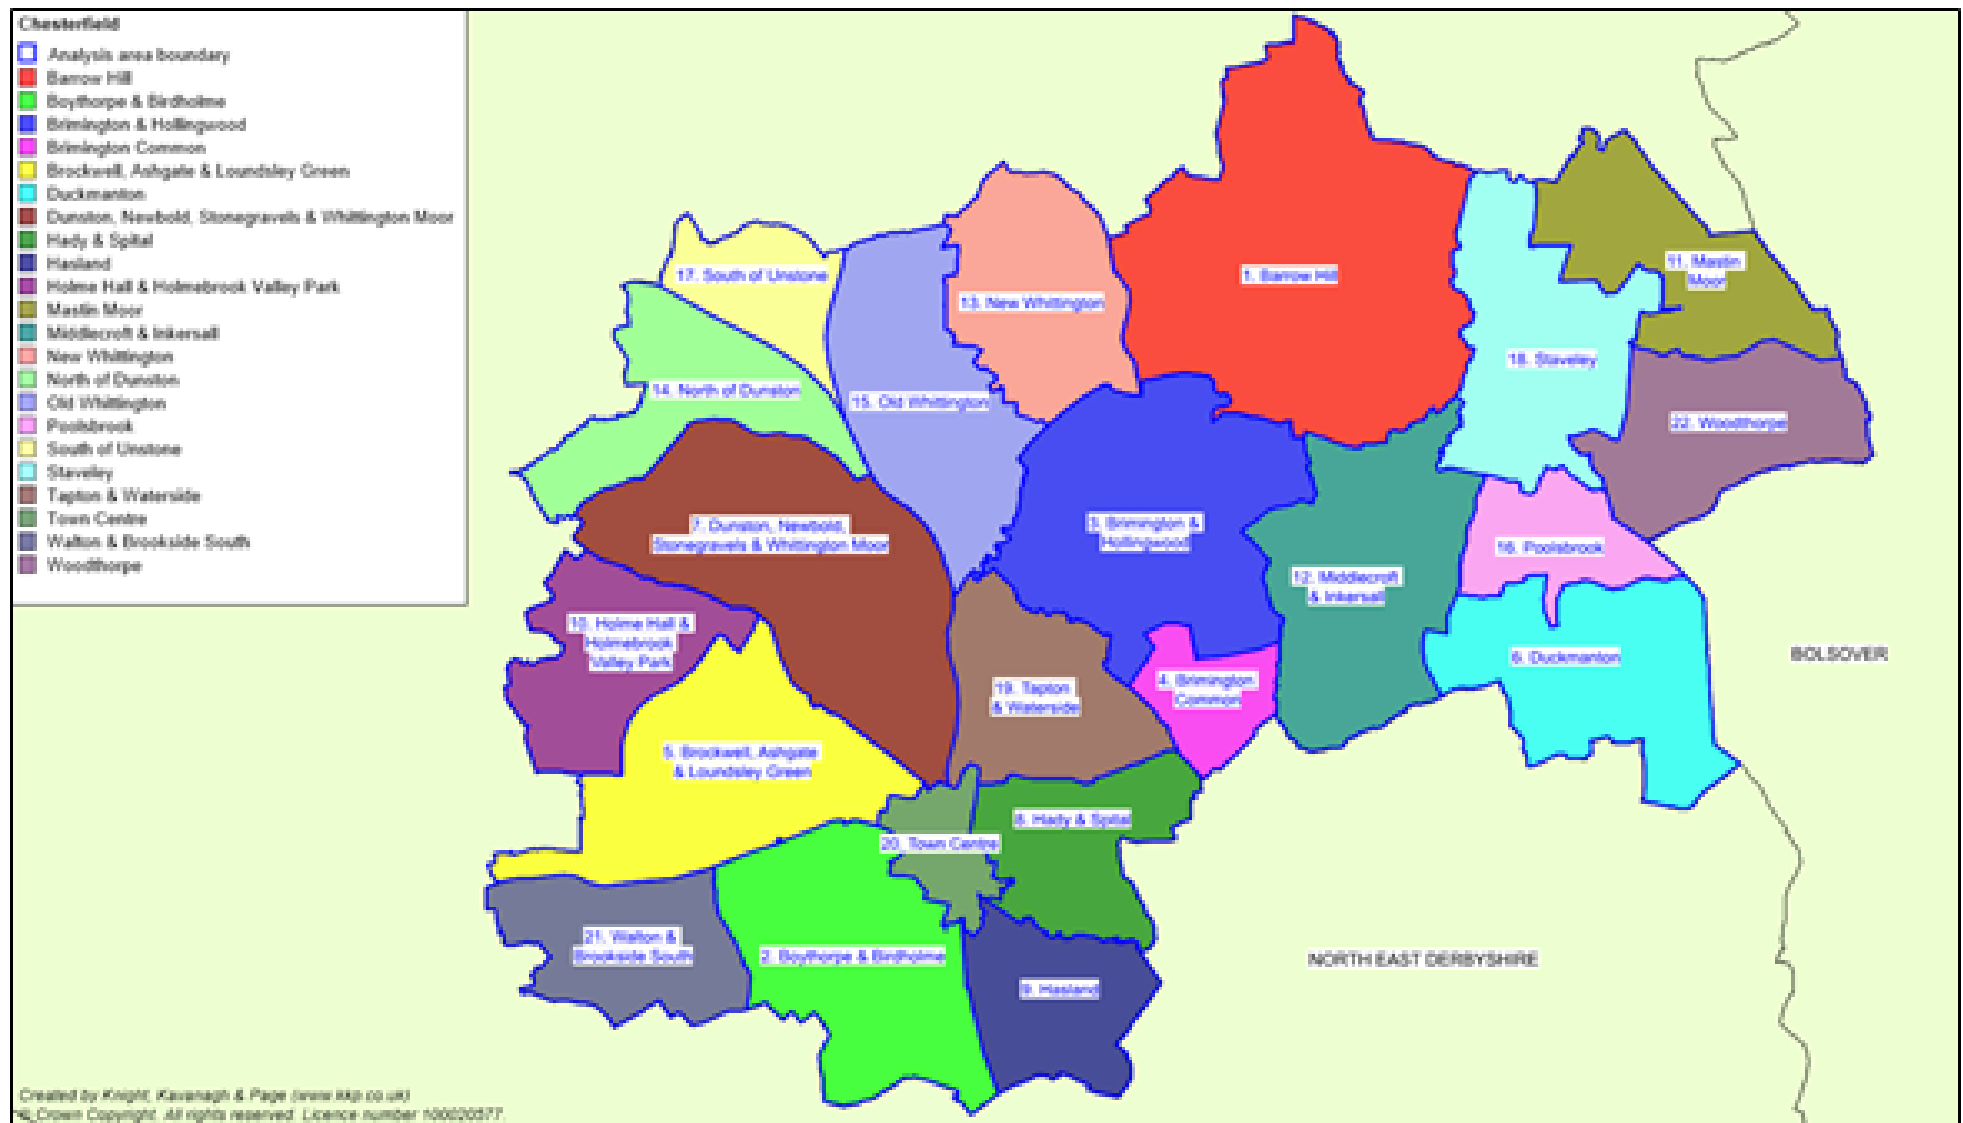 Chesterfield
Analysis area boundary
Barrow Hill
Boythorpe & Birdholme
Brimington & Hollingwood
Brimington Common
Brockwell, Ashgate & Loundsley Green
Duckmanton
Dunston, Newbold, Stonegravels & Whittington Moor
Hady & Spital
Hasland
Holme Hall & Holmebrook Valley Park
Mastin Moor
Middlecroft & Inkersall
New Whittington
North of Dunston
Old Whittington
Poolsbrook
South of Unstone
Staveley
Tapton & Waterside
Town Centre
Walton & Brookside South
Woodthorpe
17. South of Unstone
13. New Whittington
1. Barrow Hill
11. Mastin
Moor
14. North of Dunston
15. Old Whittington
18. Staveley
22. Woodthorpe
7. Dunston, Newbold,
Stonegravels & Whittington Moor
3. Brimington &
Hollingwood
16. Poolsbrook
12. Middlecroft
& Inkersall
10. Holme Hall &
Holmebrook
Valley Park
6. Duckmanton
BOLSOVER
19. Tapton
& Waterside
4. Brimington
Common
5. Brockwell, Ashgate
& Loundsley Green
8. Hady & Spital
20. Town Centre
21. Walton &
Brookside South
2. Boythorpe & Birdholme
9. Hasland
NORTH EAST DERBYSHIRE
Created by Knight, Kavanagh & Page (www.kkp.co.uk)
© Crown Copyright. All rights reserved. Licence number 100020577.